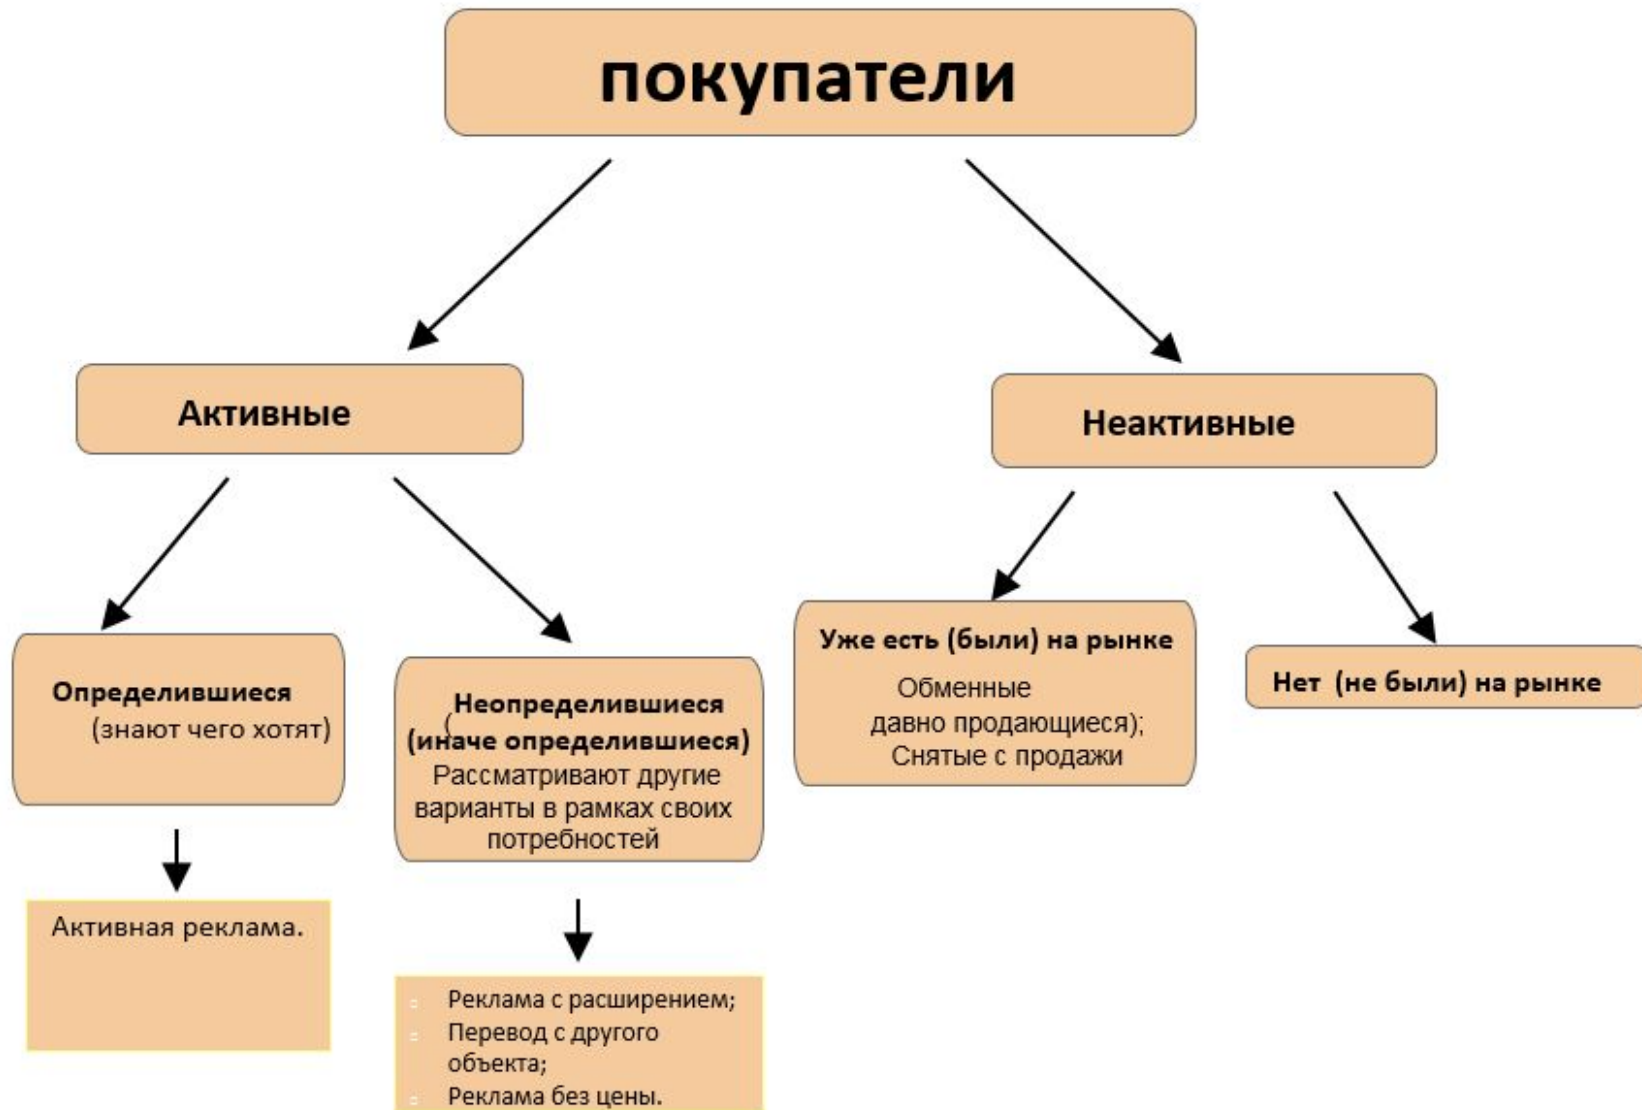 покупатели
Активные
Неактивные
Определившиеся
(знают чего хотят)
Неопределившиеся
(
(иначе определившиеся)
Рассматривают другие
варианты в рамках своих
потребностей
Уже есть (были) на рынке
Обменные
давно продающиеся);
Снятые с продажи
Нет (не были) на рынке
Активная реклама.
Реклама с расширением;
Перевод с другого
объекта;
Реклама без цены.